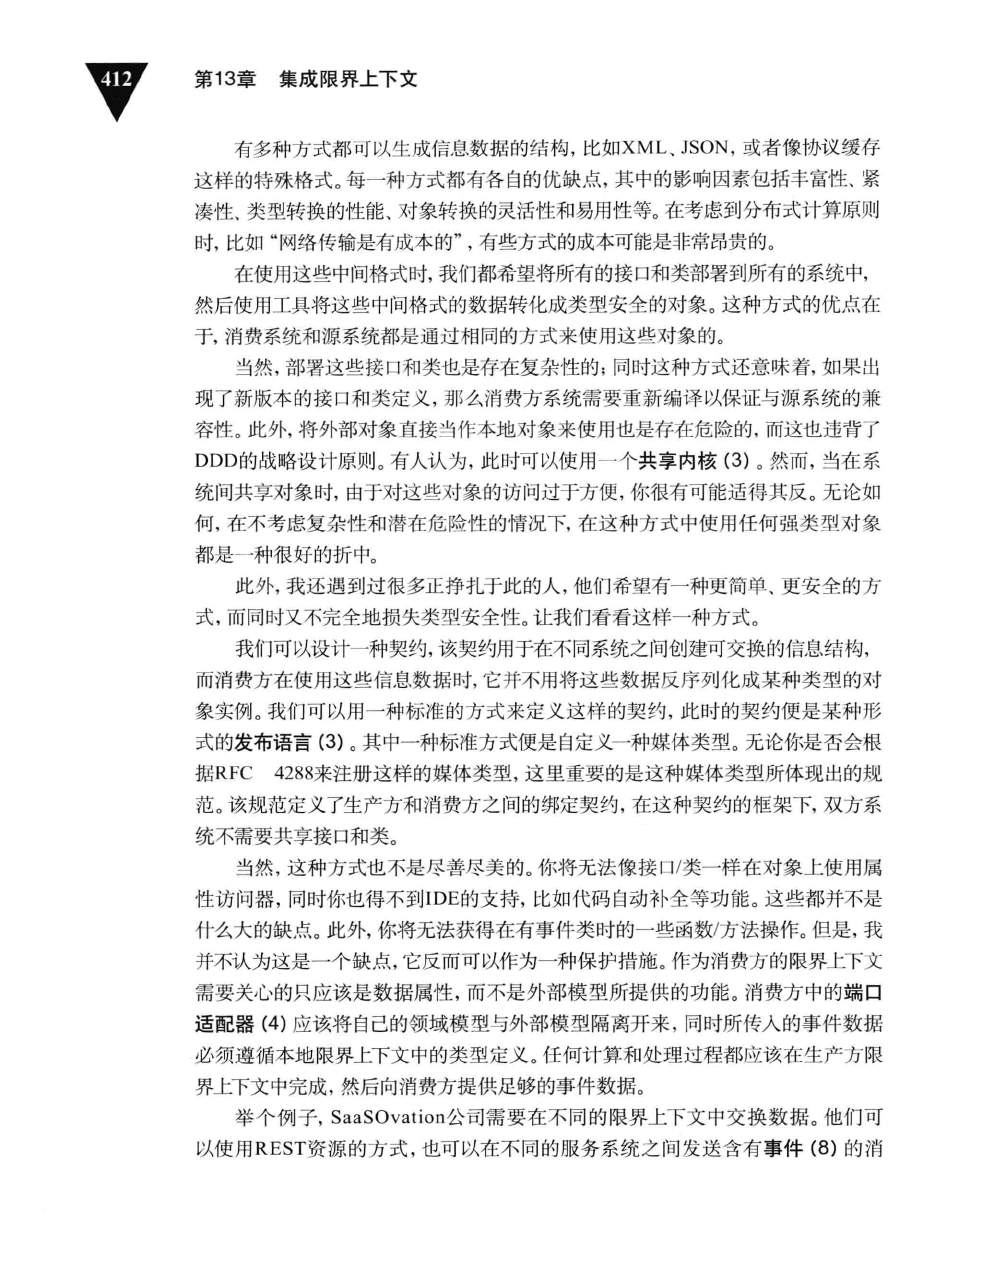 412
第13章 集成限界上下文
有多种方式都可以生成信息数据的结构, 比如XML、JSON, 或者像协议缓存
这样的特殊格式。每一种方式都有各自的优缺点, 其中的影响因素包括丰富性、紧
凑性、类型转换的性能、对象转换的灵活性和易用性等。在考虑到分布式计算原则
时, 比如“网络传输是有成本的”, 有些方式的成本可能是非常昂贵的。
在使用这些中间格式时, 我们都希望将所有的接口和类部署到所有的系统中,
然后使用工具将这些中间格式的数据转化成类型安全的对象。这种方式的优点在
于, 消费系统和源系统都是通过相同的方式来使用这些对象的。
当然, 部署这些接口和类也是存在复杂性的; 同时这种方式还意味着, 如果出
现了新版本的接口和类定义, 那么消费方系统需要重新编译以保证与源系统的兼
容性。此外, 将外部对象直接当作本地对象来使用也是存在危险的, 而这也违背了
DDD的战略设计原则。有人认为, 此时可以使用一个共享内核 (3) 。然而, 当在系
统间共享对象时, 由于对这些对象的访问过于方便, 你很有可能适得其反。无论如
何, 在不考虑复杂性和潜在危险性的情况下, 在这种方式中使用任何强类型对象
都是一种很好的折中。
此外, 我还遇到过很多正挣扎于此的人, 他们希望有一种更简单、更安全的方
式, 而同时又不完全地损失类型安全性。让我们看看这样一种方式。
我们可以设计一种契约, 该契约用于在不同系统之间创建可交换的信息结构,
而消费方在使用这些信息数据时, 它并不用将这些数据反序列化成某种类型的对
象实例。我们可以用一种标准的方式来定义这样的契约, 此时的契约便是某种形
式的发布语言 (3) 。其中一种标准方式便是自定义一种媒体类型。无论你是否会根
据RFC 4288来注册这样的媒体类型, 这里重要的是这种媒体类型所体现出的规
范。该规范定义了生产方和消费方之间的绑定契约, 在这种契约的框架下, 双方系
统不需要共享接口和类。
当然, 这种方式也不是尽善尽美的。你将无法像接口/类一样在对象上使用属
性访问器, 同时你也得不到IDE的支持, 比如代码自动补全等功能。这些都并不是
什么大的缺点。此外, 你将无法获得在有事件类时的一些函数/方法操作。但是, 我
并不认为这是一个缺点, 它反而可以作为一种保护措施。作为消费方的限界上下文
需要关心的只应该是数据属性, 而不是外部模型所提供的功能。消费方中的端口
适配器 (4) 应该将自己的领域模型与外部模型隔离开来, 同时所传入的事件数据
必须遵循本地限界上下文中的类型定义。任何计算和处理过程都应该在生产方限
界上下文中完成, 然后向消费方提供足够的事件数据。
举个例子, SaaSOvation公司需要在不同的限界上下文中交换数据。他们可
以使用REST资源的方式, 也可以在不同的服务系统之间发送含有事件 (8) 的消